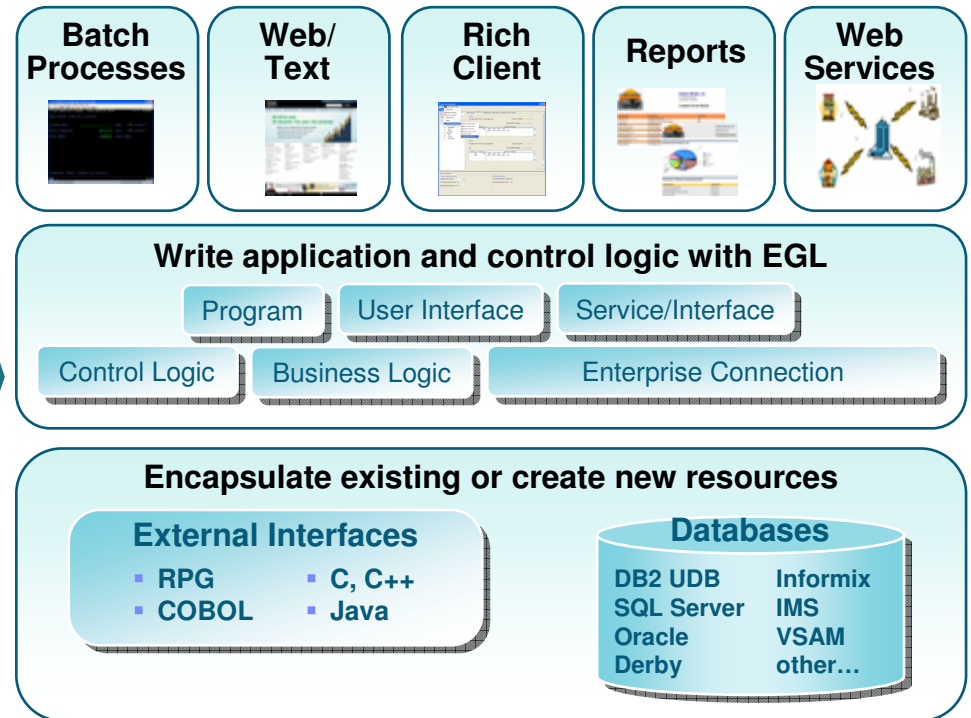 Batch
Processes
Web/
Text
Rich
Client
Reports
Web
Services
Write application and control logic with EGL
Program
User Interface
Service/Interface
Control Logic
Business Logic
Enterprise Connection
Encapsulate existing or create new resources
External Interfaces
▪ RPG
▪ C, C++
▪ COBOL
▪ Java
Databases
DB2 UDB Informix
SQL Server IMS
Oracle VSAM
Derby other…